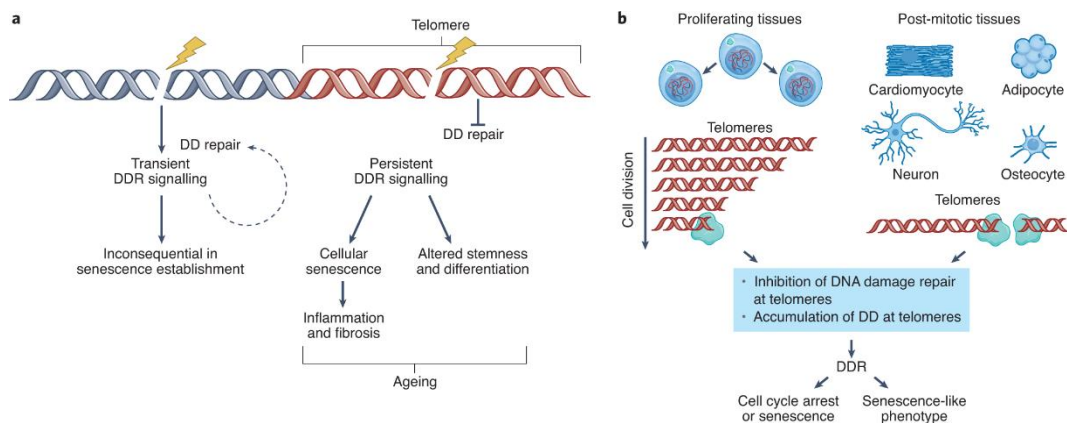 a
Telomere
DD repair
DD repair
Transient
DDR signalling
Persistent
DDR signalling
Inconsequential in
senescence establishment
Cellular
senescence
Altered stemness
and differentiation
Inflammation
and fibrosis
Ageing
b
Proliferating tissues
Post-mitotic tissues
Cardiomyocyte
Adipocyte
Telomeres
Neuron
Osteocyte
Cell division
Telomeres
• Inhibition of DNA damage repair
at telomeres
• Accumulation of DD at telomeres
DDR
Cell cycle arrest
or senescence
Senescence-like
phenotype